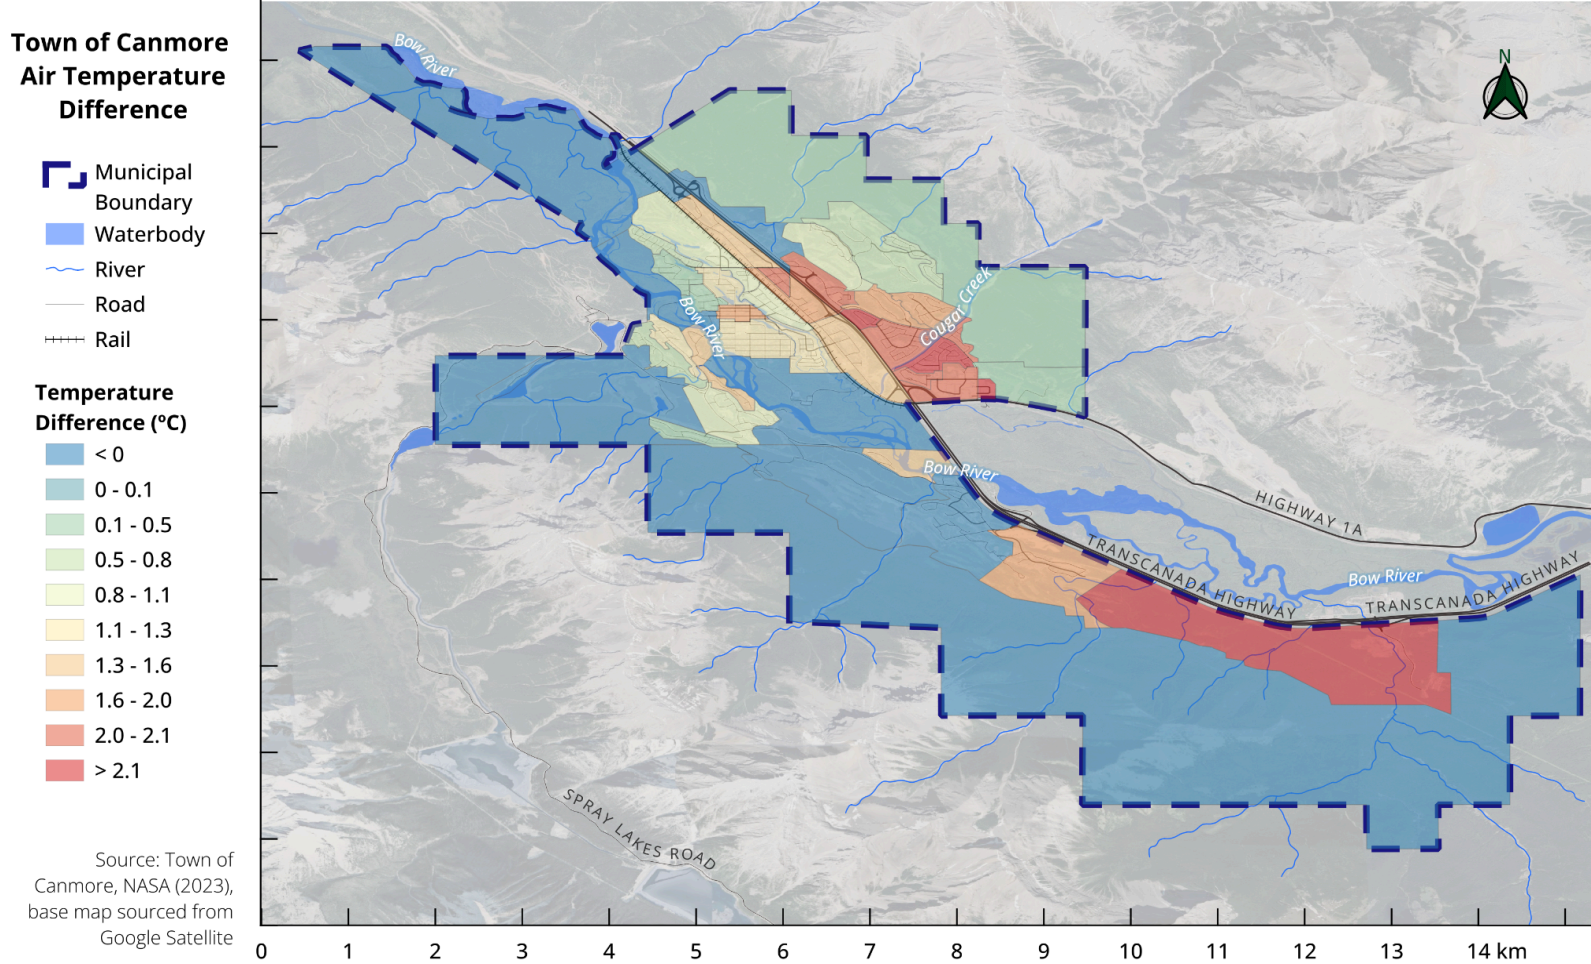 Town of Canmore
Air Temperature
Difference
Municipal
Boundary
Waterbody
River
Road
Rail
Temperature
Difference (ºC)
< 0
0 - 0.1
0.1 - 0.5
0.5 - 0.8
0.8 - 1.1
1.1 - 1.3
1.3 - 1.6
1.6 - 2.0
2.0 - 2.1
> 2.1
Source: Town of
Canmore, NASA (2023),
base map sourced from
Google Satellite
Bow River
N
Cougar Creek
Bow River
Bow River
HIGHWAY 1A
TRANSCANADA HIGHWAY
Bow River
TRANSCANADA HIGHWAY
SPRAY LAKES ROAD
0 1 2 3 4 5 6 7 8 9 10 11 12 13 14 km